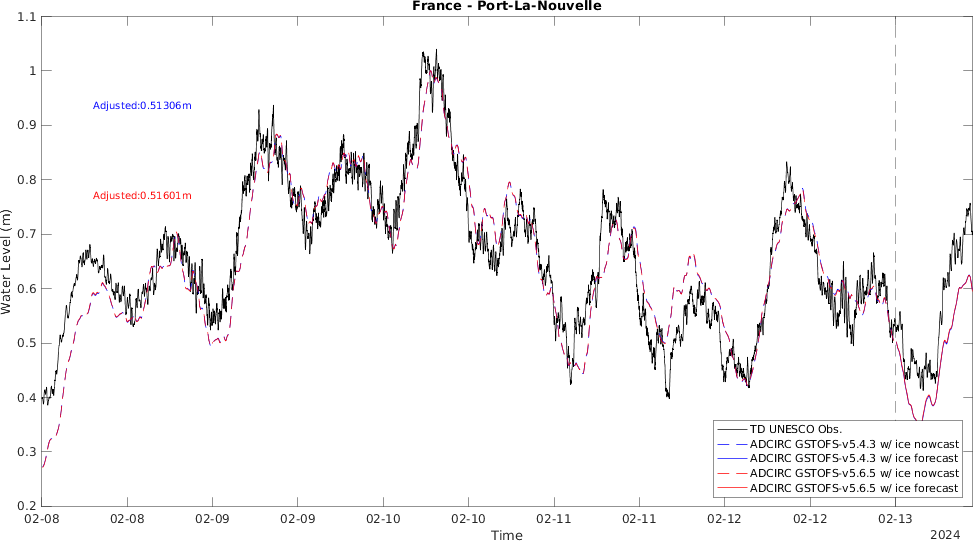 France - Port-La-Nouvelle
1.1
1
0.9
0.8
0.7
0.6
0.5
0.4
0.3
0.2
Water Level (m)
Adjusted:0.51306m
Adjusted:0.51601m
TD UNESCO Obs.
ADCIRC GSTOFS-v5.4.3 w/ ice nowcast
ADCIRC GSTOFS-v5.4.3 w/ ice forecast
ADCIRC GSTOFS-v5.6.5 w/ ice nowcast
ADCIRC GSTOFS-v5.6.5 w/ ice forecast
02-08 02-08 02-09 02-09 02-10 02-10 02-11 02-11 02-12 02-12 02-13
Time
2024